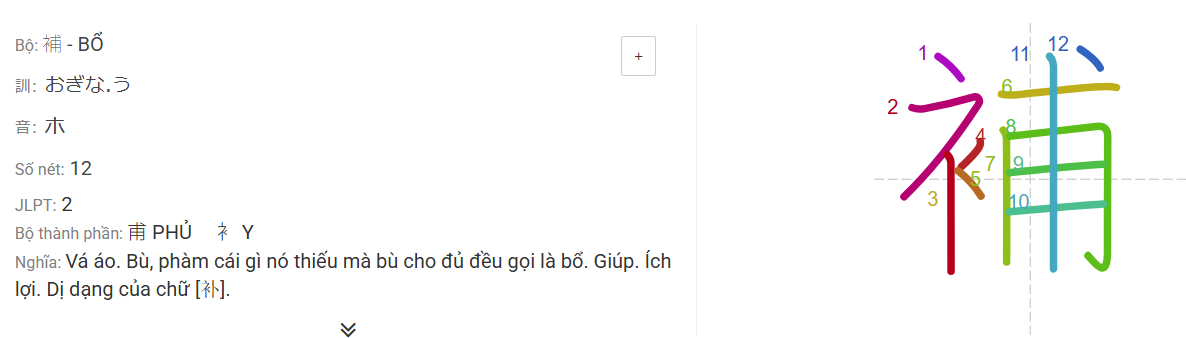 Bộ: 補 - BỔ
訓: おぎな.う
音: ホ
Số nét: 12
JLPT: 2
Bộ thành phần: 甫 PHỦ 衤 Y
Nghĩa: Vá áo. Bù, phàm cái gì nó thiếu mà bù cho đủ đều gọi là bổ. Giúp. Ích
lợi. Dị dạng của chữ [补].
+
補
1
11
12
6
2
8
4
7
9
5
3
10